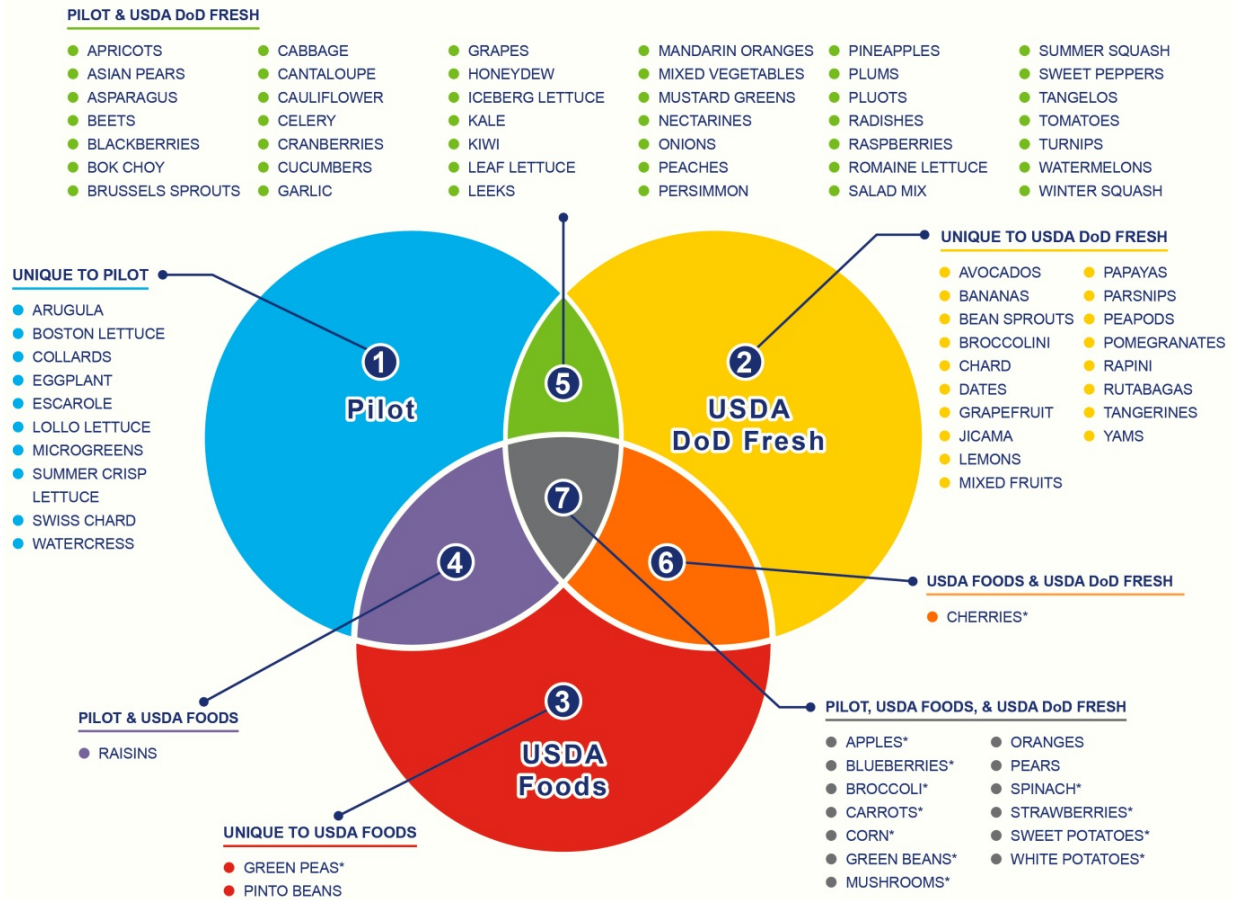 PILOT & USDA DoD FRESH
APRICOTS
ASIAN PEARS
ASPARAGUS
BEETS
BLACKBERRIES
BOK CHOY
BRUSSELS SPROUTS
CABBAGE
CANTALOUPE
CAULIFLOWER
CELERY
CRANBERRIES
CUCUMBERS
GARLIC
GRAPES
HONEYDEW
ICEBERG LETTUCE
KALE
KIWI
LEAF LETTUCE
LEEKS
MANDARIN ORANGES
MIXED VEGETABLES
MUSTARD GREENS
NECTARINES
ONIONS
PEACHES
PERSIMMON
PINEAPPLES
PLUMS
PLUOTS
RADISHES
RASPBERRIES
ROMAINE LETTUCE
SALAD MIX
SUMMER SQUASH
SWEET PEPPERS
TANGELOS
TOMATOES
TURNIPS
WATERMELONS
WINTER SQUASH
UNIQUE TO PILOT
ARUGULA
BOSTON LETTUCE
COLLARDS
EGGPLANT
ESCAROLE
LOLLO LETTUCE
MICROGREENS
SUMMER CRISP
LETTUCE
SWISS CHARD
WATERCRESS
1
Pilot
5
2
USDA
DoD Fresh
7
4
6
3
USDA
Foods
UNIQUE TO USDA DoD FRESH
AVOCADOS
BANANAS
BEAN SPROUTS
BROCCOLINI
CHARD
DATES
GRAPEFRUIT
JICAMA
LEMONS
MIXED FRUITS
PAPAYAS
PARSNIPS
PEAPODS
POMEGRANATES
RAPINI
RUTABAGAS
TANGERINES
YAMS
USDA FOODS & USDA DoD FRESH
CHERRIES*
PILOT & USDA FOODS
RAISINS
UNIQUE TO USDA FOODS
GREEN PEAS*
PINTO BEANS
PILOT, USDA FOODS, & USDA DoD FRESH
APPLES*
BLUEBERRIES*
BROCCOLI*
CARROTS*
CORN*
GREEN BEANS*
MUSHROOMS*
ORANGES
PEARS
SPINACH*
STRAWBERRIES*
SWEET POTATOES*
WHITE POTATOES*